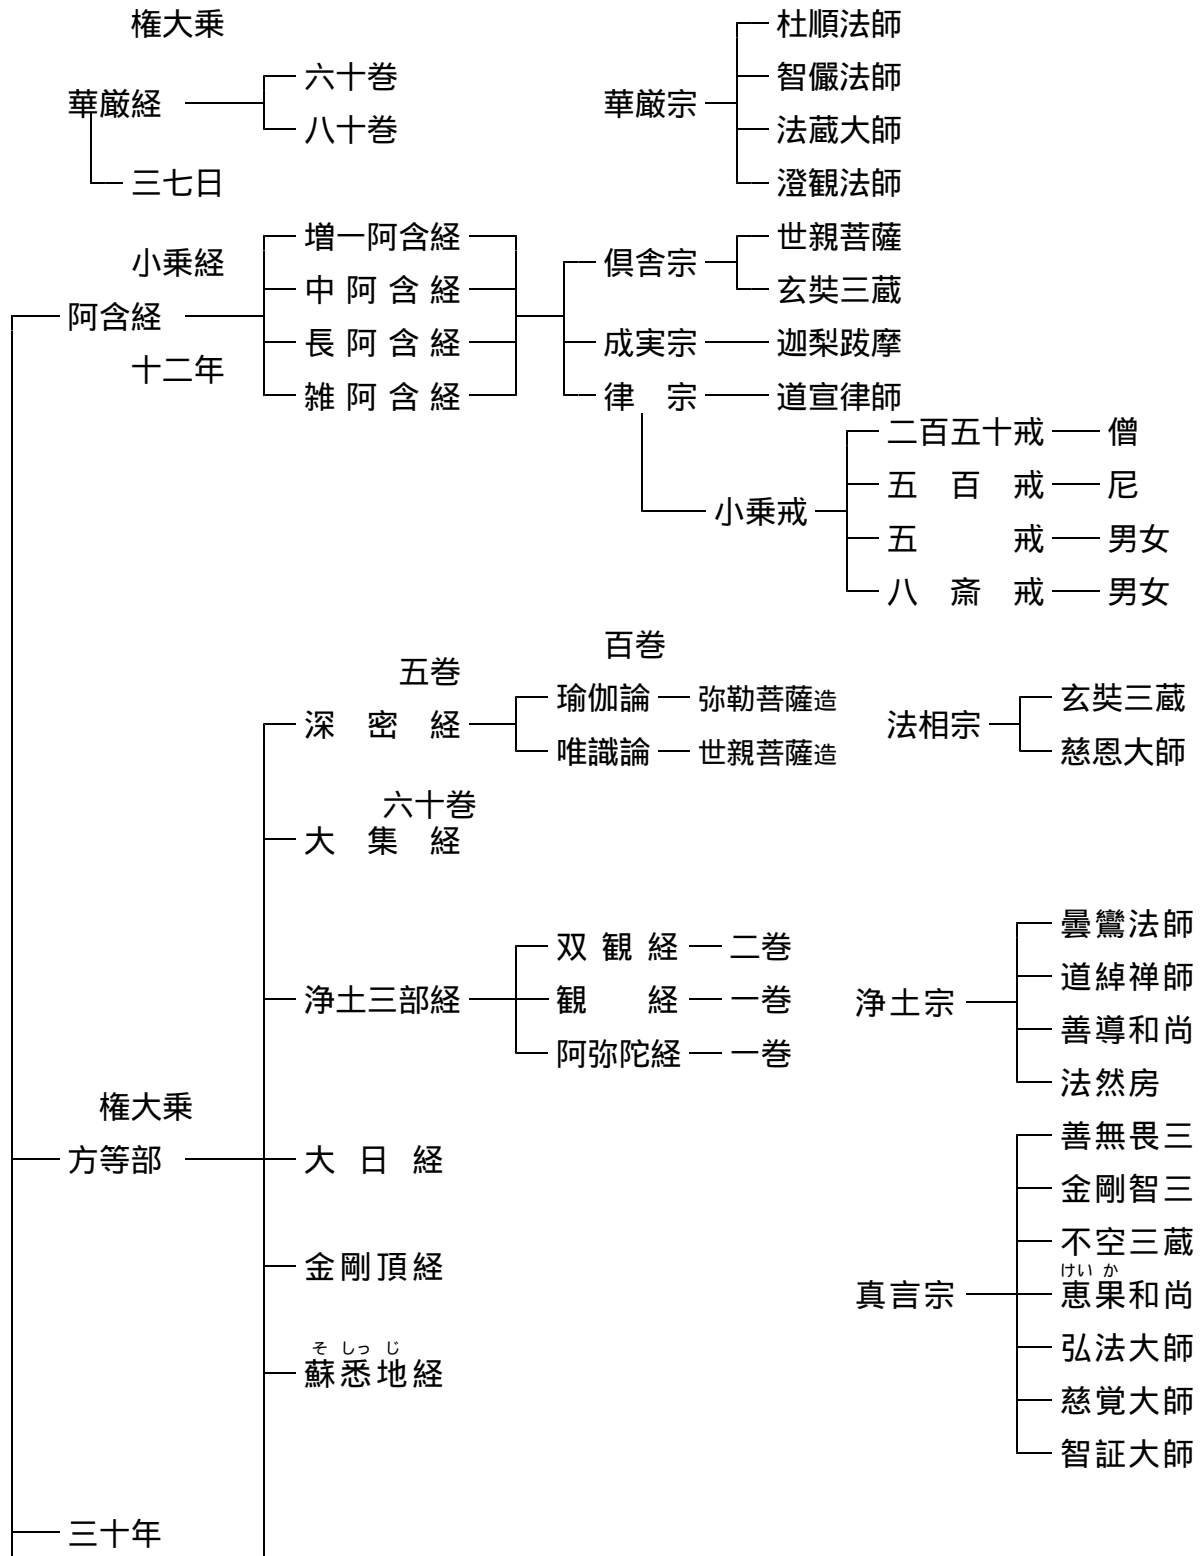 権大乗
華厳経
六十巻
八十巻
三七日
華厳宗
杜順法師
智儼法師
法蔵大師
澄観法師
小乗経
阿含経
十二年
増一阿含経
中阿含経
長阿含経
雑阿含経
倶舎宗
世親菩薩
玄奘三蔵
成実宗
迦梨跋摩
律　宗
道宣律師
小乗戒
二百五十戒 僧
五　百　戒 尼
五　　　戒 男女
八　斎　戒 男女
権大乗
方等部
三十年
五巻
深　密　経
百巻
瑜伽論 弥勒菩薩造
唯識論 世親菩薩造
法相宗
玄奘三蔵
慈恩大師
六十巻
大　集　経
浄土三部経
双観経 二巻
観　　経 一巻
阿弥陀経 一巻
浄土宗
曇鸞法師
道綽禅師
善導和尚
法然房
大日経
金剛頂経
そ しっ じ
蘇悉地経
真言宗
善無畏三
金剛智三
不空三蔵
けい か
恵果和尚
弘法大師
慈覚大師
智証大師